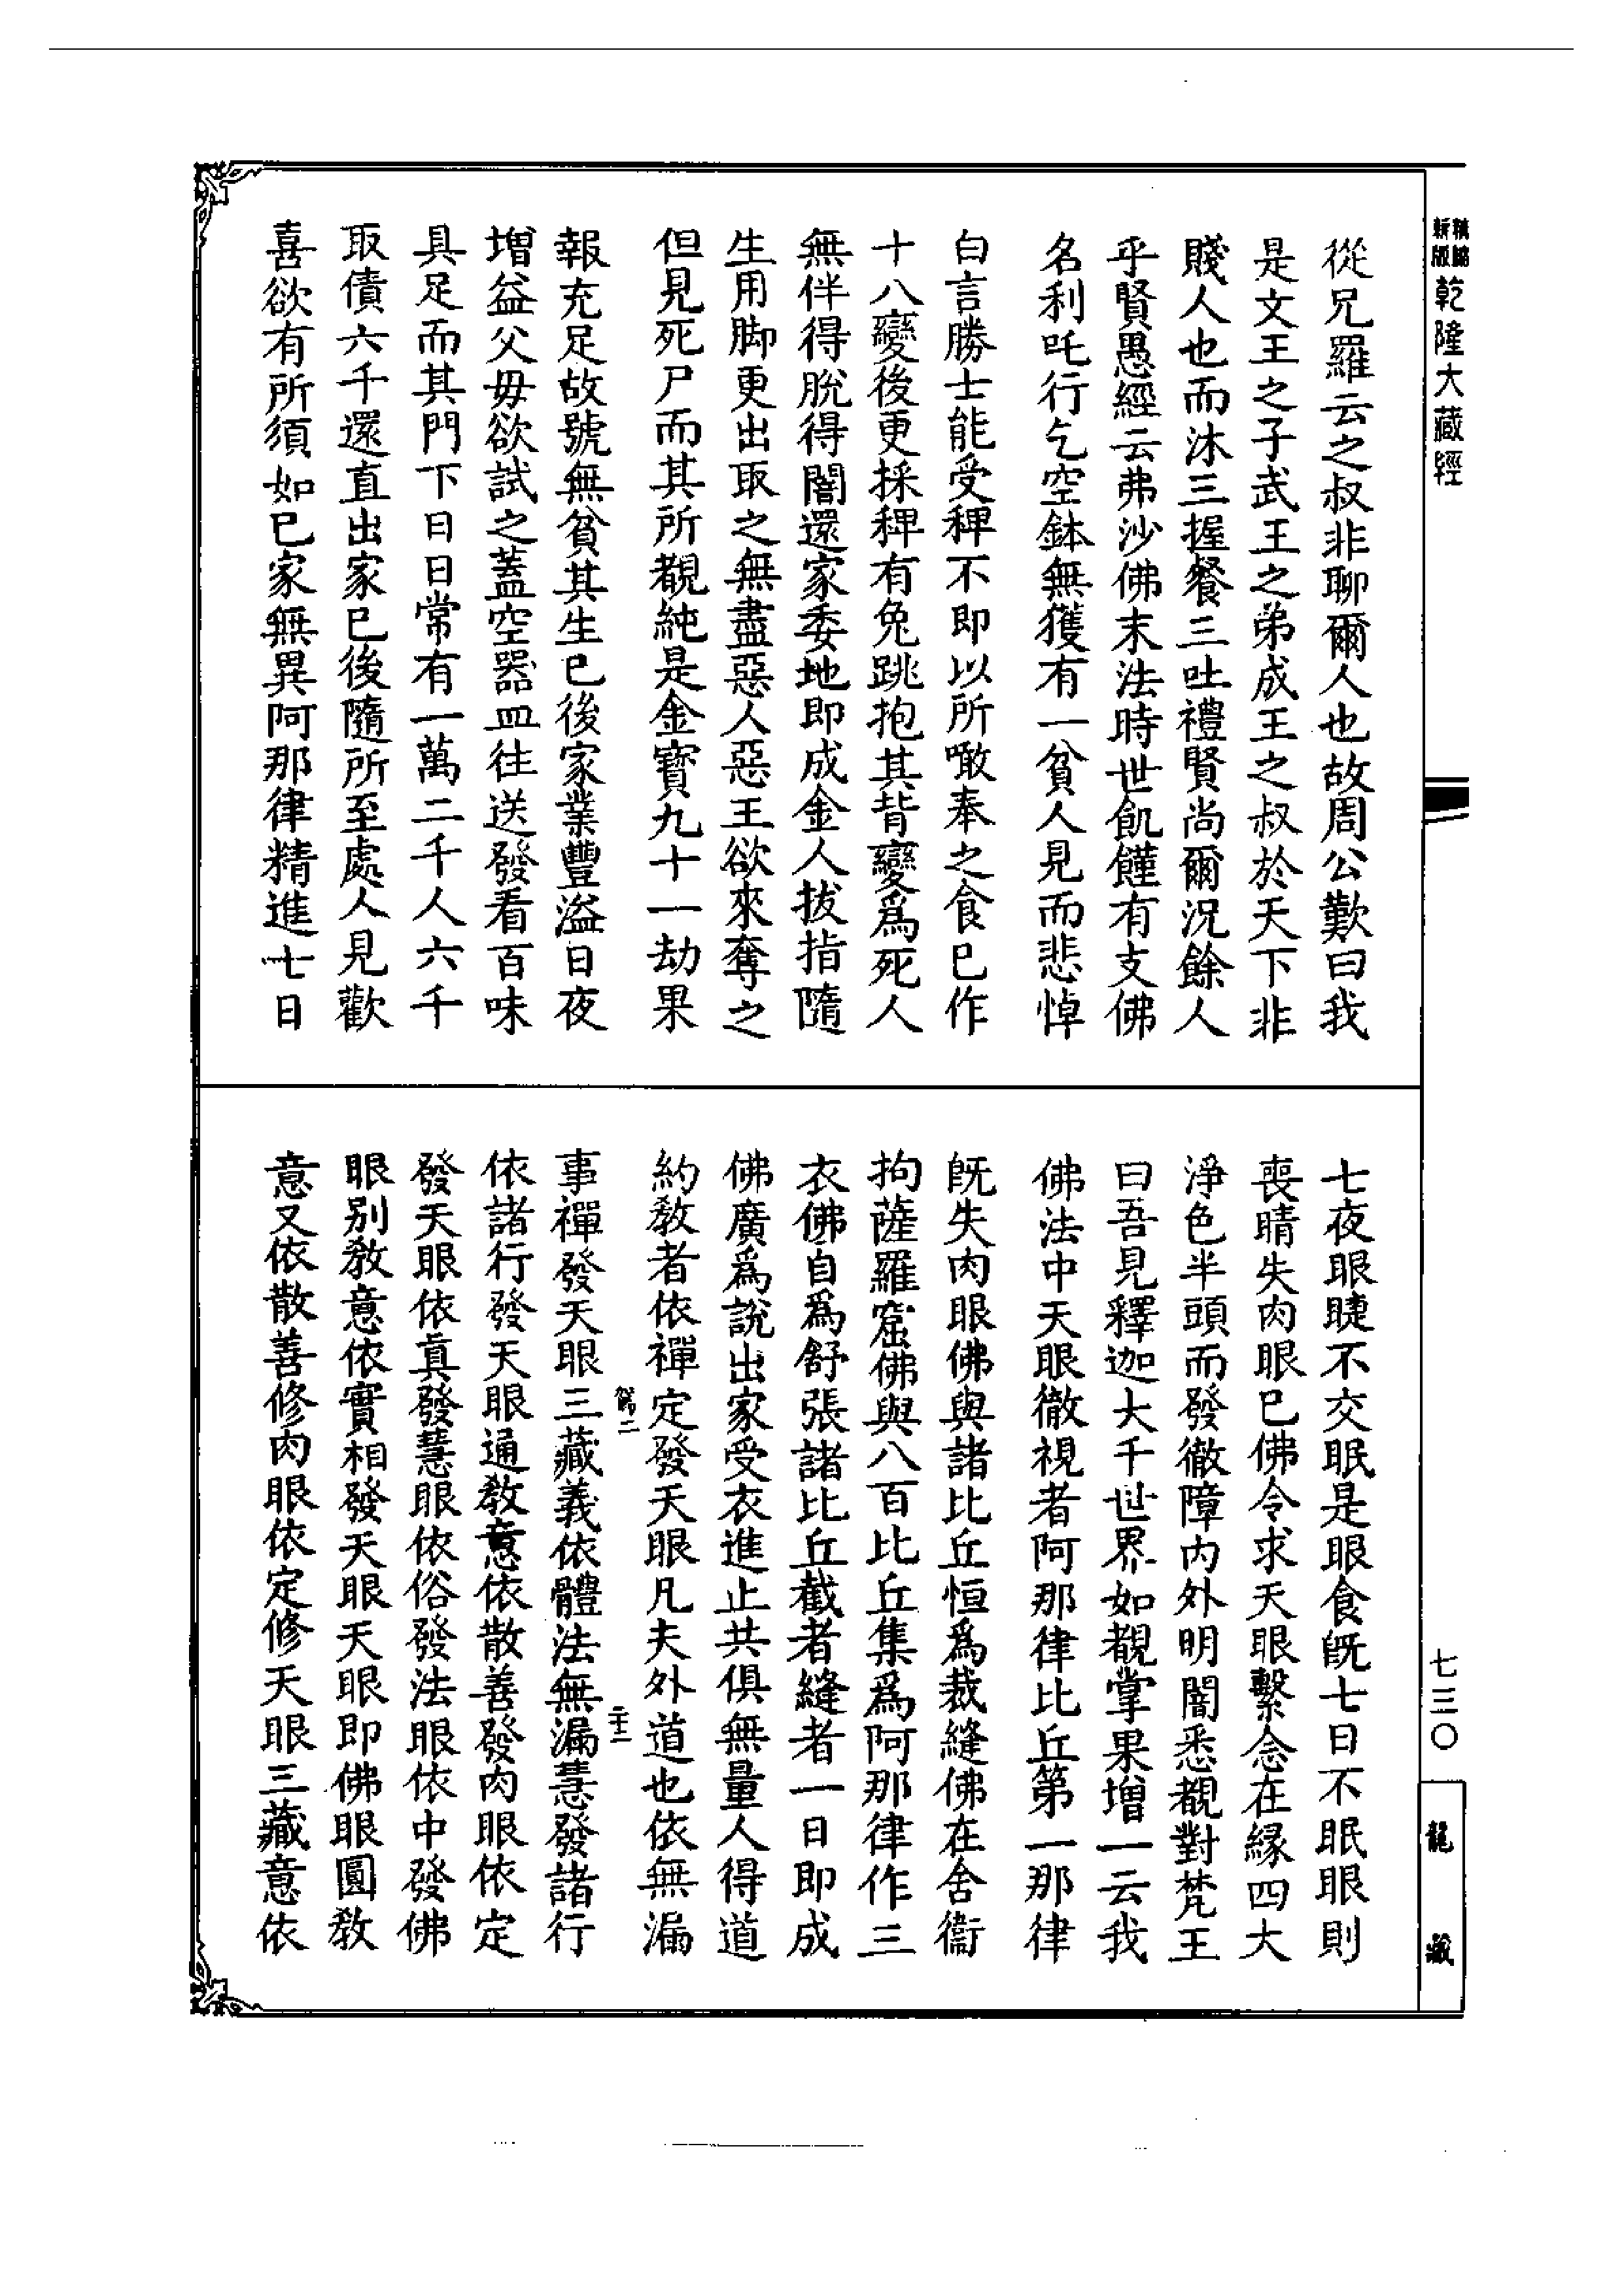 乾隆大藏經
從兄羅云之叔非聊爾人也故周公歎曰我
是文王之子武王之弟成王之叔於天下非
賤人也而沐三握餐三吐禮賢尚爾況餘人
乎賢愚經云弗沙佛末法時世飢饉有支佛
名利吒行乞空鉢無獲有一貧人見而悲悼
白言勝士能受稗不即以所噉奉之食已作
十八變後更採稗有兔跳抱其背變為死人
無伴得脫得闇還家委地即成金人拔指隨
生用脚更出取之無盡惡人惡王欲來奪之
但見死尸而其所覩純是金寶九十一劫果
報充足故號無貧其生已後家業豐溢日夜
增益父母欲試之蓋空器皿往送發看百味
具足而其門下日日常有一萬二千人六千
取債六千還直出家已後隨所至處人見歡
喜欲有所須如已家無異阿那律精進七日
七夜眼睫不交眠是眼食旣七日不眠眼則
喪睛失肉眼已佛令求天眼繫念在緣四大
淨色半頭而發徹障內外明闇悉覩對梵王
曰吾見釋迦大千世界如覩掌果增一云我
佛法中天眼徹視者阿那律比丘第一那律
旣失肉眼佛與諸比丘恒為裁縫佛在舍衛
拘薩羅窟佛與八百比丘集為阿那律作三
衣佛自為舒張諸比丘截者縫者一日即成
佛廣為說出家受衣進止共俱無量人得道
約教者依禪定發天眼凡夫外道也依無漏
事禪發天眼三藏義依體法無漏慧發諸行
依諸行發天眼通教意依散善發肉眼依定
發天眼依真發慧眼依俗發法眼依中發佛
眼別教意依實相發天眼天眼即佛眼圓教
意又依散善修肉眼依定修天眼三藏意依
七三〇
龍藏